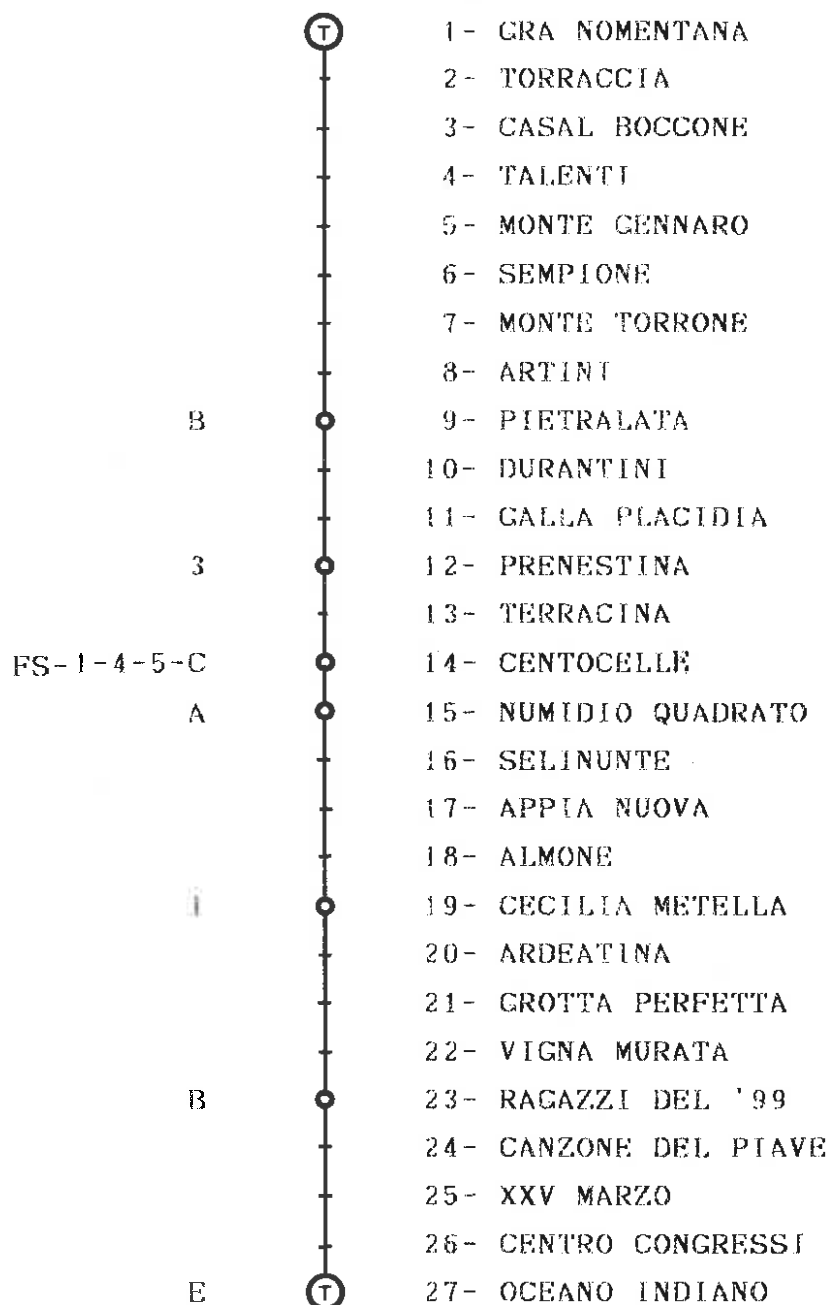 T 1- GRA NOMENTANA
2- TORRACCIA
3- CASAL BOCCONE
4- TALENTI
5- MONTE GENNARO
6- SEMPIONE
7- MONTE TORRONE
8- ARTINI
B 9- PIETRALATA
10- DURANTINI
11- GALLA PLACIDIA
3 12- PRENESTINA
13- TERRACINA
FS-1-4-5-C 14- CENTOCELLE
A 15- NUMIDIO QUADRATO
16- SELINUNTE
17- APPIA NUOVA
18- ALMONE
19- CECILIA METELLA
20- ARDEATINA
21- GROTTA PERFETTA
22- VIGNA MURATA
B 23- RAGAZZI DEL '99
24- CANZONE DEL PIAVE
25- XXV MARZO
26- CENTRO CONGRESSI
E T 27- OCEANO INDIANO